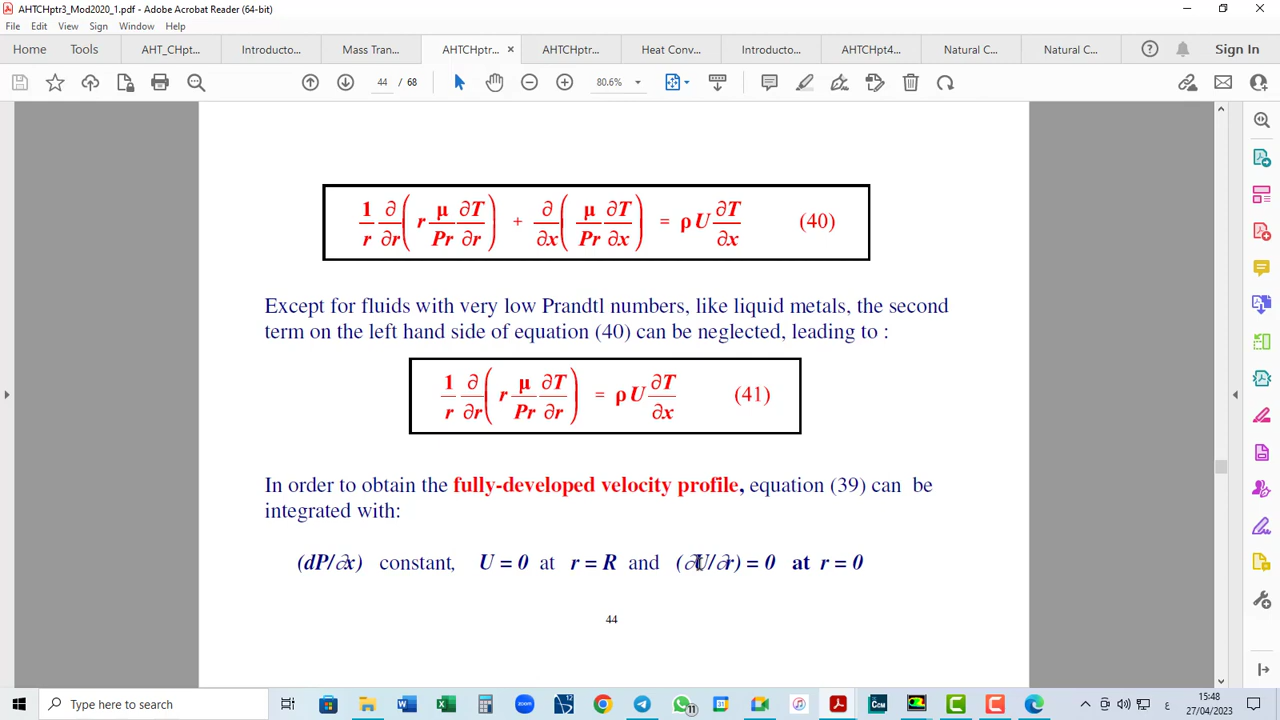 AHTCHptr3_Mod2020_1.pdf - Adobe Acrobat Reader (64-bit)
File Edit View Sign Window Help
Home Tools AHT_CHpt... Introducto... Mass Tran... AHTCHptr... × AHTCHptr... Heat Conv... Introducto... AHTCHpt4... Natural C... Natural C... Sign In
44 / 68 80.6%
1/r ∂/∂r ( r μ/Pr ∂T/∂r ) + ∂/∂x ( μ/Pr ∂T/∂x ) = ρ U ∂T/∂x (40)
Except for fluids with very low Prandtl numbers, like liquid metals, the second
term on the left hand side of equation (40) can be neglected, leading to :
1/r ∂/∂r ( r μ/Pr ∂T/∂r ) = ρ U ∂T/∂x (41)
In order to obtain the fully-developed velocity profile, equation (39) can be
integrated with:
(dP/∂x) constant, U = 0 at r = R and (∂U/∂r) = 0 at r = 0
44
Type here to search
zoom
11
31
Ccm
ع
15:48
27/04/2023